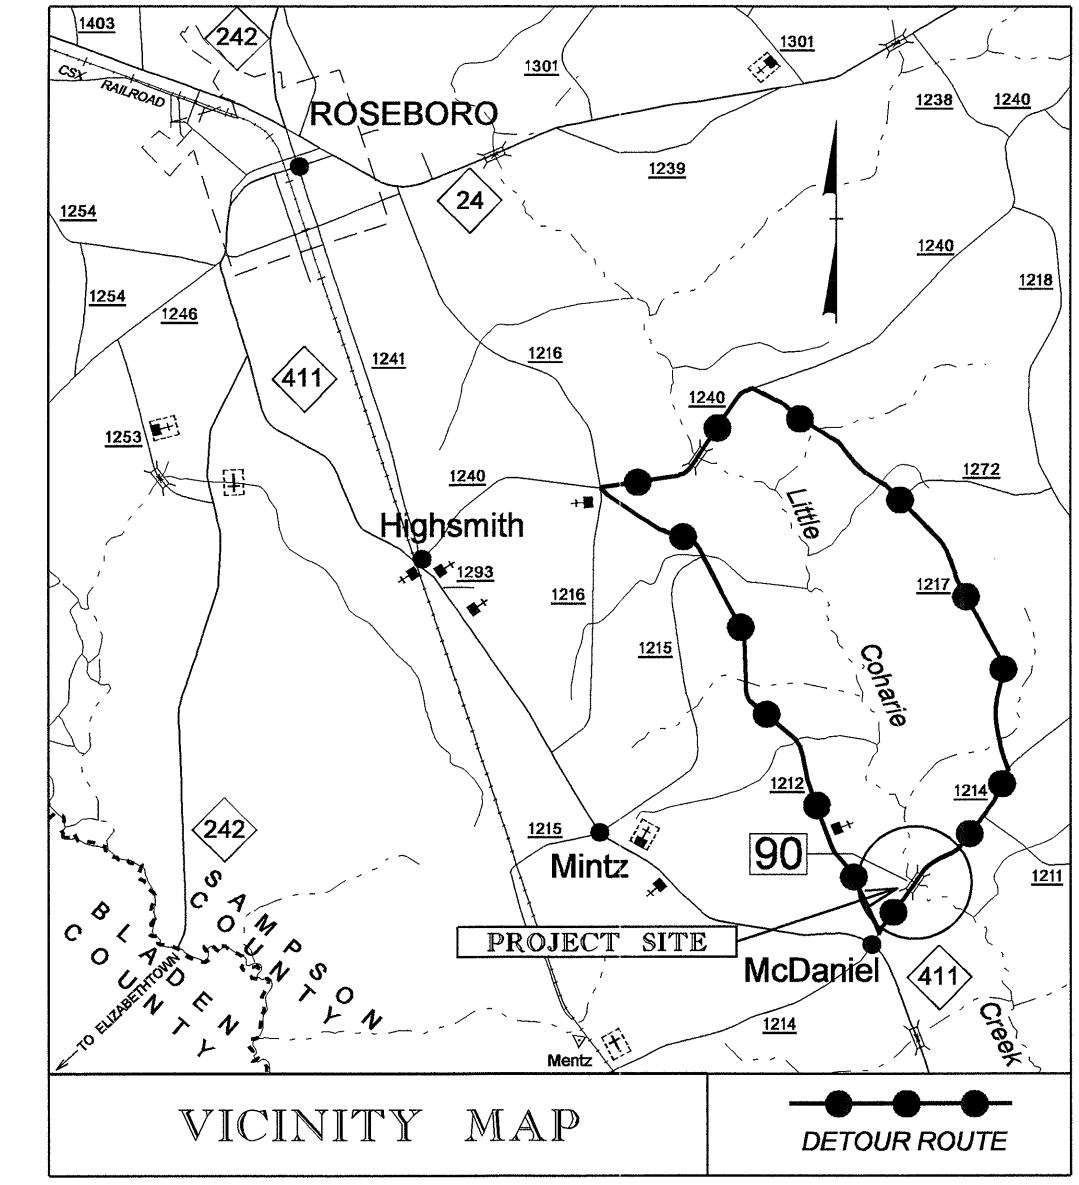 1403
242
1301
1301
CSX RAILROAD
ROSEBORO
1238
1240
1239
24
1254
1240
1254
1246
1218
1241
1216
411
1240
1253
1240
1272
Little
Highsmith
1293
1216
1217
1215
Coharie
1212
1214
242
1215
90
Mintz
1211
SAMPSON
COUNTY
BLADEN
COUNTY
PROJECT SITE
McDaniel
411
TO ELIZABETHTOWN
1214
Creek
Mentz
VICINITY MAP
DETOUR ROUTE